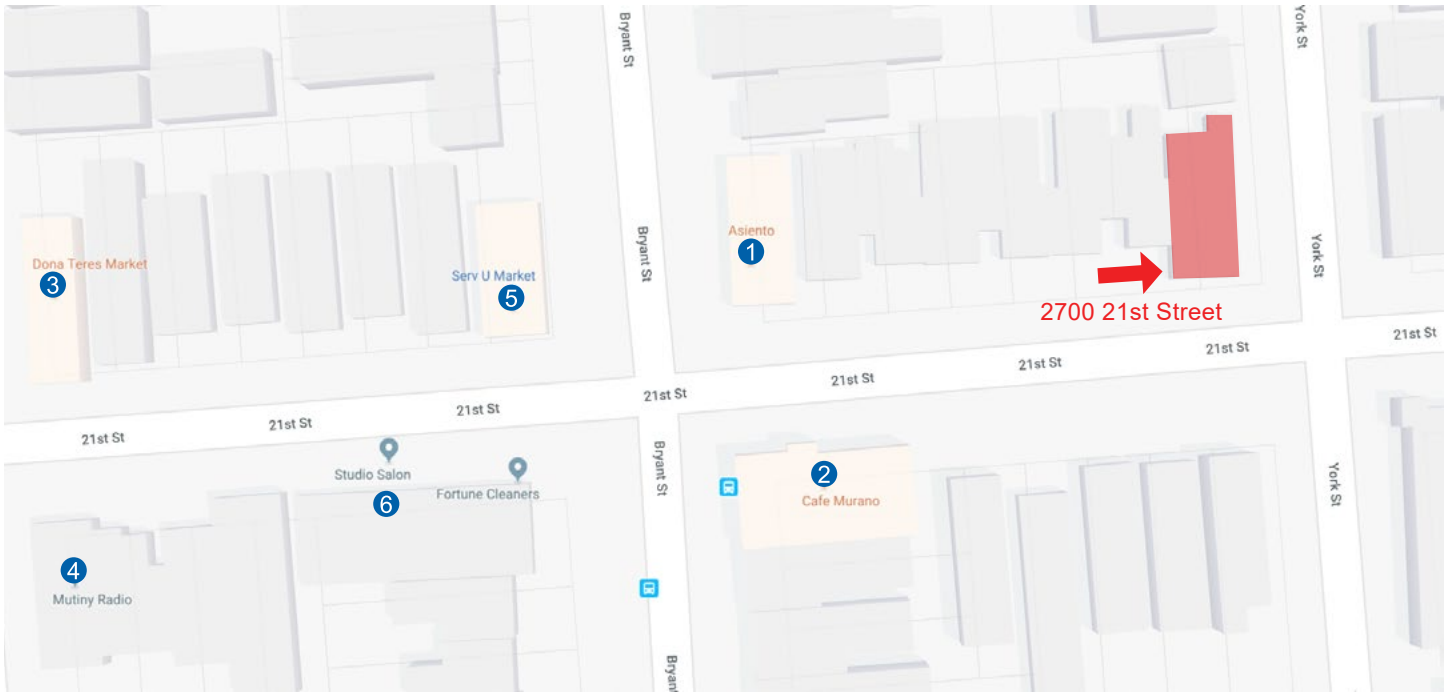 Bryant St
York St
Asiento
1
Bryant St
York St
Dona Teres Market
3
Serv U Market
5
2700 21st Street
21st St
21st St
21st St
21st St
21st St
21st St
21st St
21st St
Studio Salon
6
Fortune Cleaners
Bryant St
2
Cafe Murano
York St
4
Mutiny Radio
Bryant